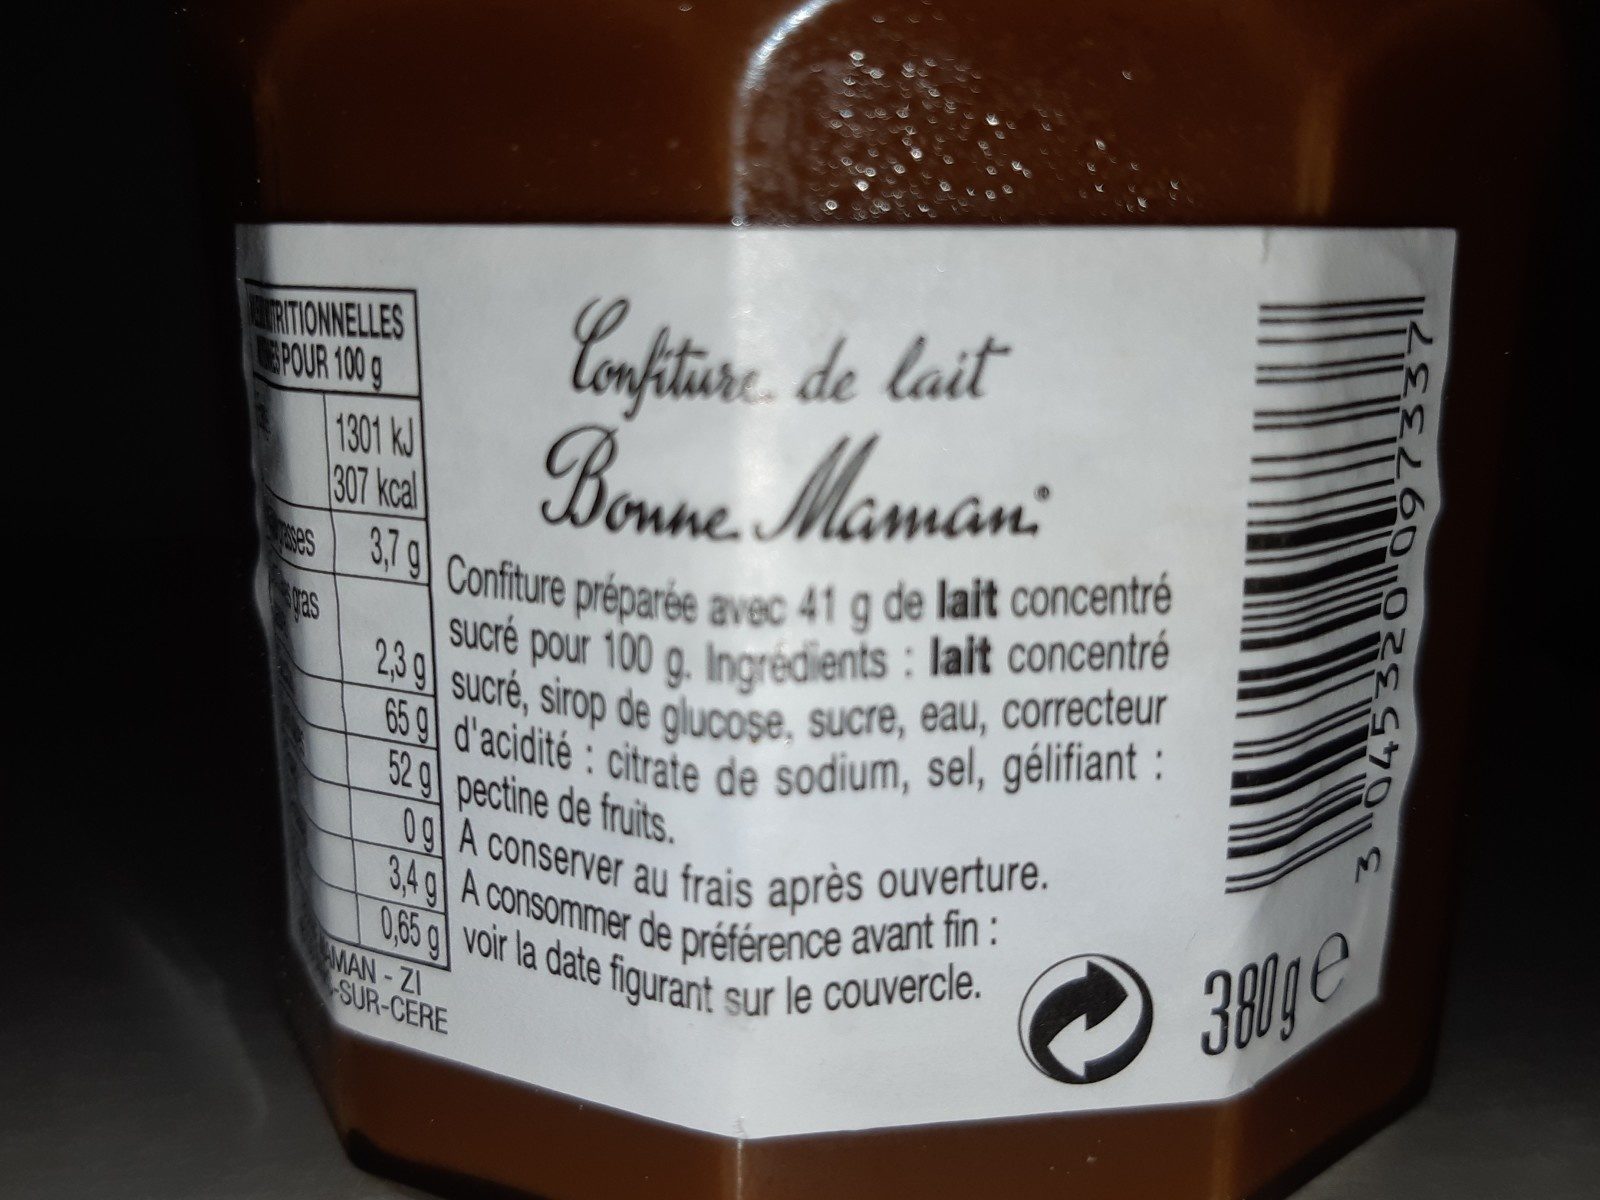 NUTRITIONNELLES
POUR 100 g
1301 kJ
307 kcal
3,7 g
gras
2,3 g
65 g
52 g
0 g
3,4 g
0,65 g
MAMAN - ZI
-SUR-CERE
Confiture de lait
Bonne Maman®
Confiture préparée avec 41 g de lait concentré
sucré pour 100 g. Ingrédients : lait concentré
sucré, sirop de glucose, sucre, eau, correcteur
d'acidité : citrate de sodium, sel, gélifiant :
pectine de fruits.
A conserver au frais après ouverture.
A consommer de préférence avant fin :
voir la date figurant sur le couvercle.
3 045320 097337
380 g e